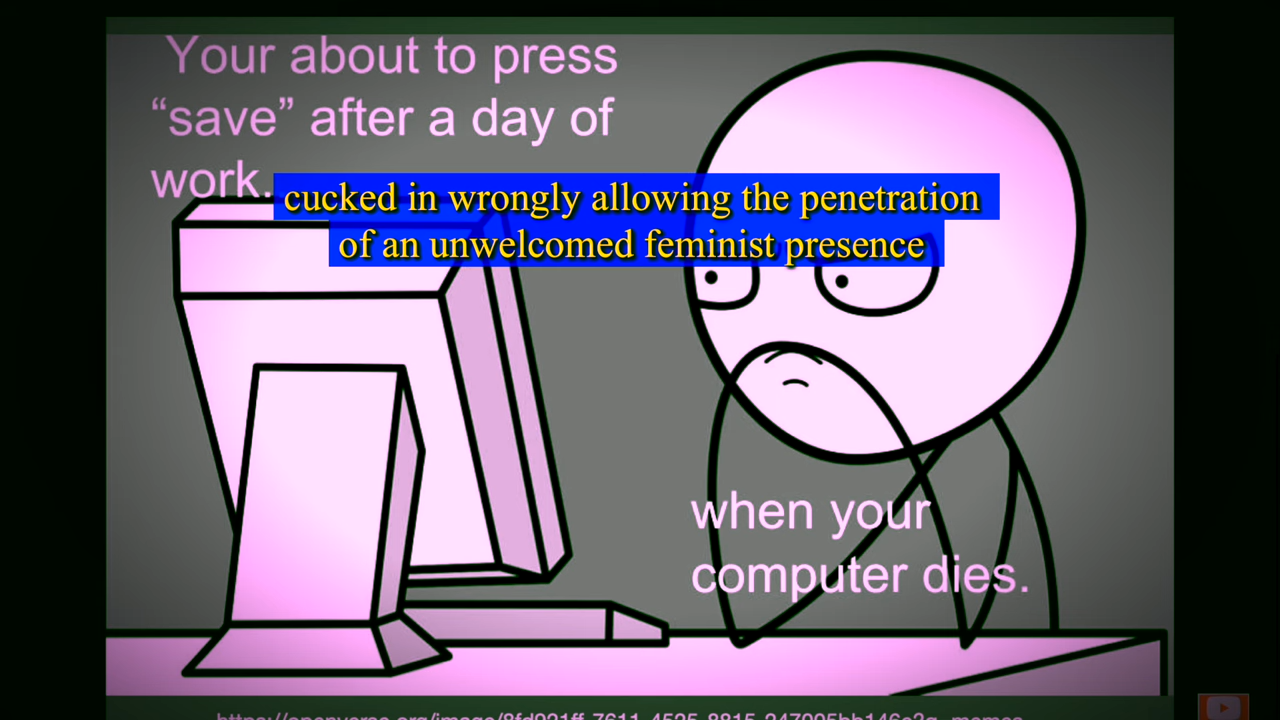 Your about to press
“save” after a day of
work.
cucked in wrongly allowing the penetration
of an unwelcomed feminist presence
when your
computer dies.